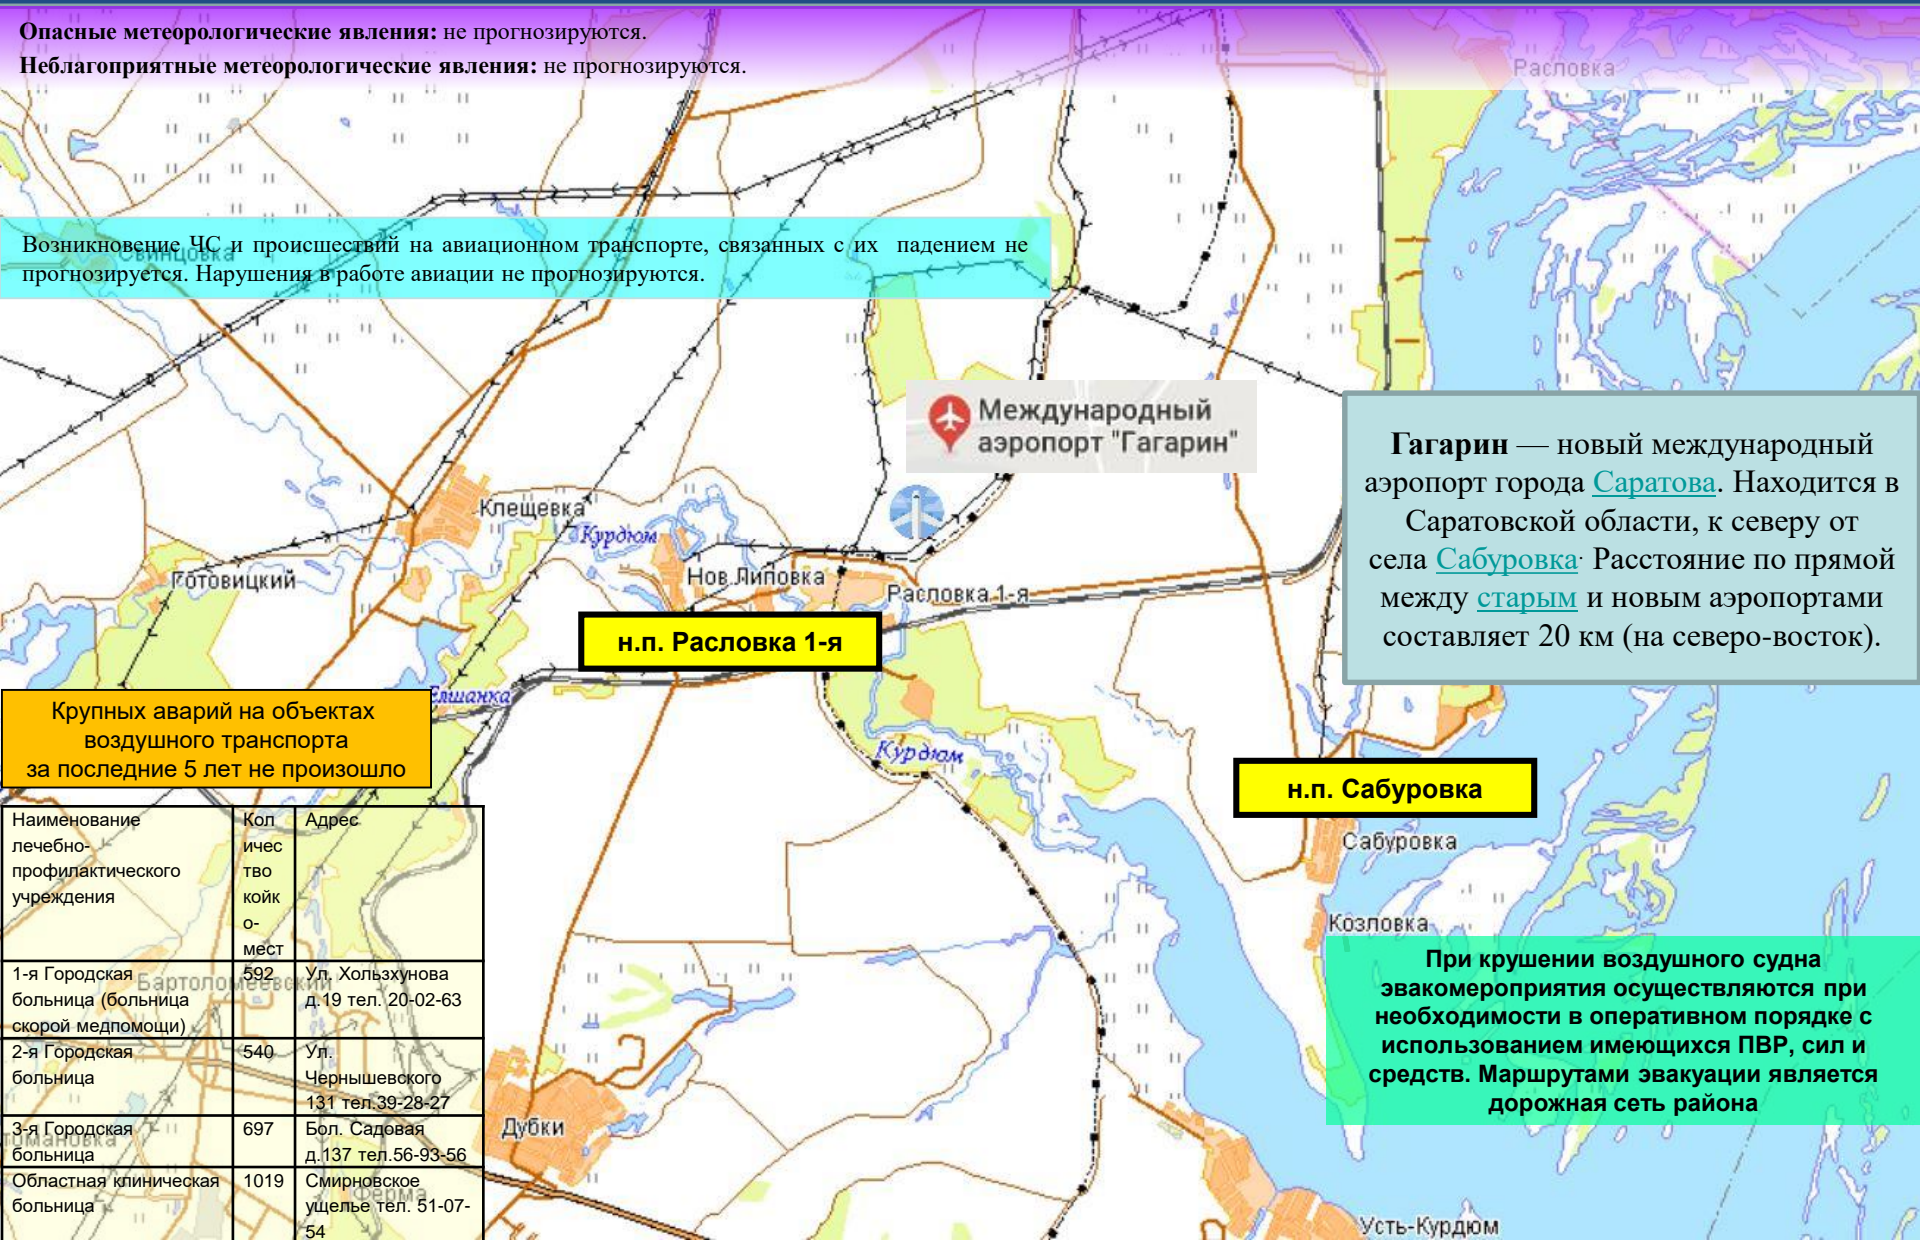 Опасные метеорологические явления: не прогнозируются.
Неблагоприятные метеорологические явления: не прогнозируются.
Расловка
Возникновение ЧС и происшествий на авиационном транспорте, связанных с их падением не
прогнозируется. Нарушения в работе авиации не прогнозируются.
Свинцовка
Международный
аэропорт "Гагарин"
Гагарин — новый международный
аэропорт города Саратова. Находится в
Саратовской области, к северу от
села Сабуровка. Расстояние по прямой
между старым и новым аэропортами
составляет 20 км (на северо-восток).
Клещевка
Курдюм
Готовицкий
Нов.Липовка
Расловка 1-я
н.п. Расловка 1-я
Елшанка
Крупных аварий на объектах
воздушного транспорта
за последние 5 лет не произошло
Курдюм
н.п. Сабуровка
Сабуровка
Козловка
Наименование
лечебно-
профилактического
учреждения
Кол
ичес
тво
койк
о-
мест
Адрес
1-я Городская
больница (больница
скорой медпомощи)
592
Ул. Хользхунова
д.19 тел. 20-02-63
Бартоломеевский
2-я Городская
больница
540
Ул.
Чернышевского
131 тел.39-28-27
3-я Городская
больница
697
Бол. Садовая
д.137 тел.56-93-56
Областная клиническая
больница
1019
Смирновское
ущелье тел. 51-07-
54
Ферма
Дубки
При крушении воздушного судна
эвакомероприятия осуществляются при
необходимости в оперативном порядке с
использованием имеющихся ПВР, сил и
средств. Маршрутами эвакуации является
дорожная сеть района
Усть-Курдюм